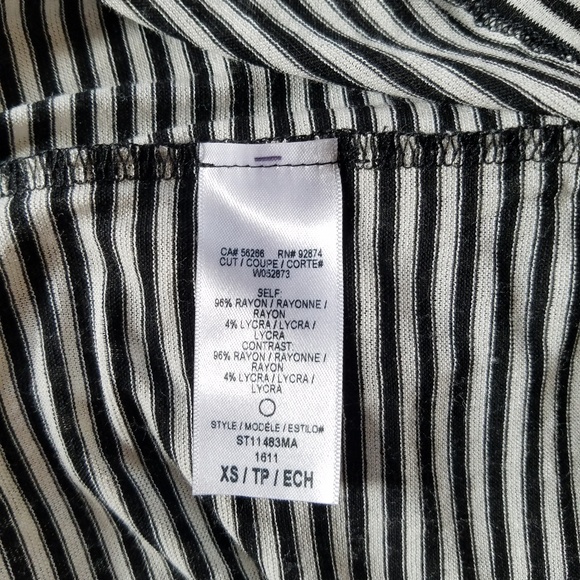 CA# 56266 RN# 92874
CUT / COUPE / CORTE#
W052873
SELF:
96% RAYON / RAYONNE /
RAYON
4% LYCRA / LYCRA /
LYCRA
CONTRAST:
96% RAYON / RAYONNE /
RAYON
4% LYCRA / LYCRA /
LYCRA
STYLE / MODÈLE / ESTILO#
ST11483MA
1611
XS / TP / ECH